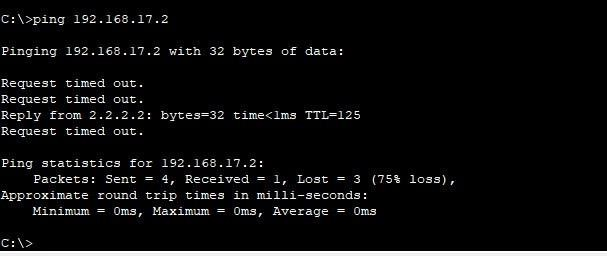 C:\>ping 192.168.17.2
Pinging 192.168.17.2 with 32 bytes of data:
Request timed out.
Request timed out.
Reply from 2.2.2.2: bytes=32 time<1ms TTL=125
Request timed out.
Ping statistics for 192.168.17.2:
    Packets: Sent = 4, Received = 1, Lost = 3 (75% loss),
Approximate round trip times in milli-seconds:
    Minimum = 0ms, Maximum = 0ms, Average = 0ms
C:\>